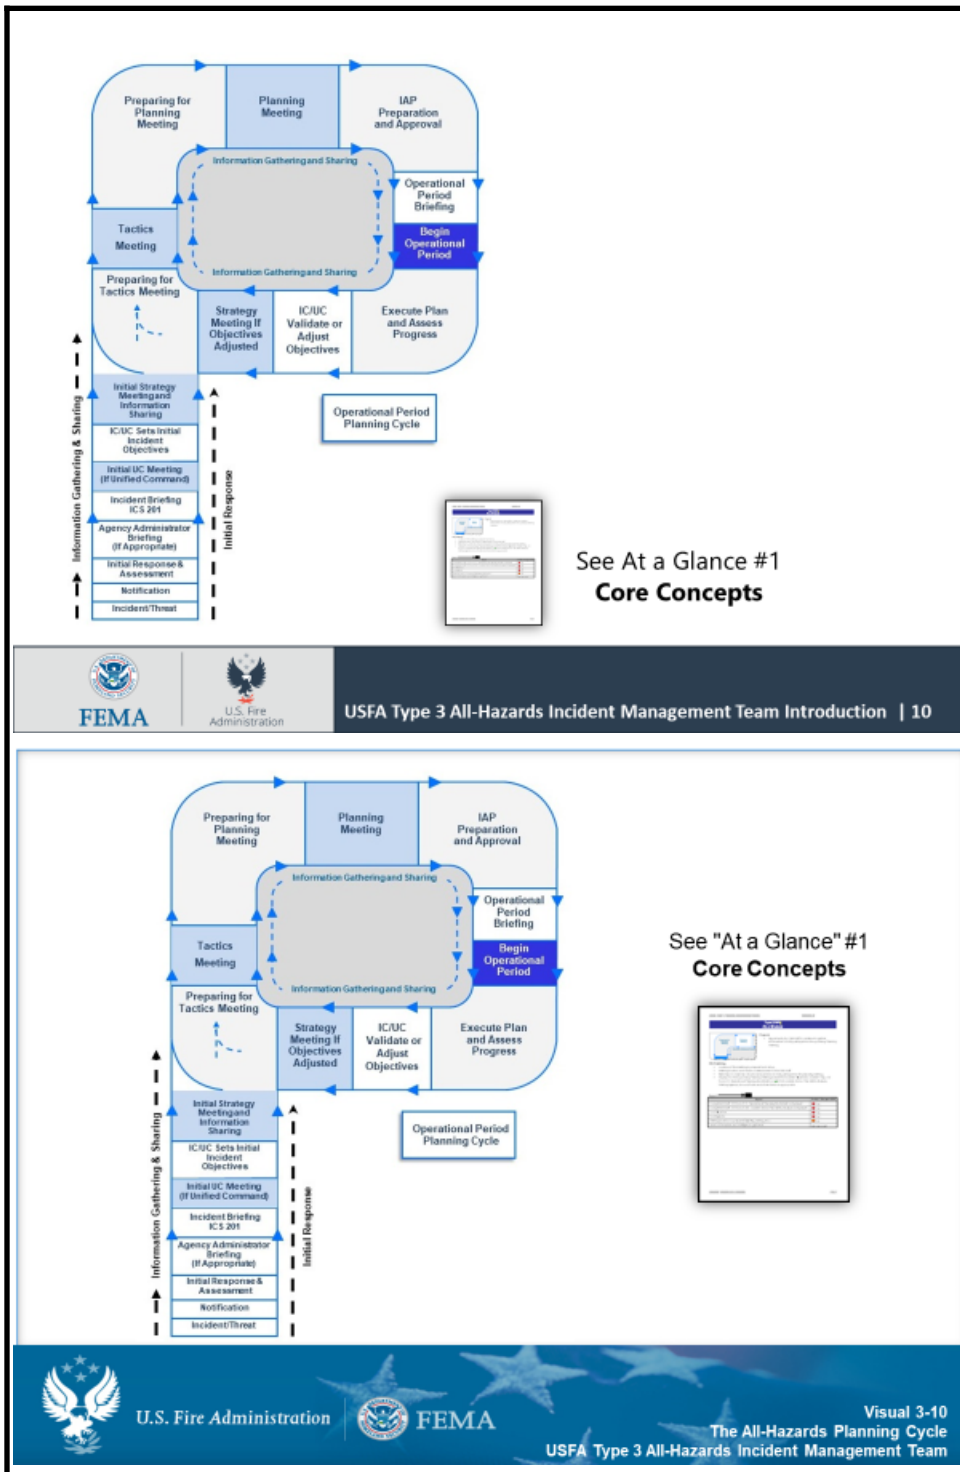 Preparing for
Planning
Meeting
Planning
Meeting
IAP
Preparation
and Approval
Information Gathering and Sharing
Operational
Period
Briefing
Begin
Operational
Period
Tactics
Meeting
Information Gathering and Sharing
Preparing for
Tactics Meeting
Strategy
Meeting If
Objectives
Adjusted
IC/UC
Validate or
Adjust
Objectives
Execute Plan
and Assess
Progress
Initial Strategy
Meeting and
Information
Sharing
IC/UC Sets Initial
Incident
Objectives
Initial UC Meeting
(If Unified Command)
Incident Briefing
ICS 201
Agency Administrator
Briefing
(If Appropriate)
Initial Response &
Assessment
Notification
Incident/Threat
Information Gathering & Sharing
Initial Response
Operational Period
Planning Cycle
See At a Glance #1
Core Concepts
FEMA
U.S. Fire
Administration
USFA Type 3 All-Hazards Incident Management Team Introduction | 10
Preparing for
Planning
Meeting
Planning
Meeting
IAP
Preparation
and Approval
Information Gathering and Sharing
Operational
Period
Briefing
Begin
Operational
Period
Tactics
Meeting
Information Gathering and Sharing
Preparing for
Tactics Meeting
Strategy
Meeting If
Objectives
Adjusted
IC/UC
Validate or
Adjust
Objectives
Execute Plan
and Assess
Progress
Initial Strategy
Meeting and
Information
Sharing
IC/UC Sets Initial
Incident
Objectives
Initial UC Meeting
(If Unified Command)
Incident Briefing
ICS 201
Agency Administrator
Briefing
(If Appropriate)
Initial Response &
Assessment
Notification
Incident/Threat
Information Gathering & Sharing
Initial Response
Operational Period
Planning Cycle
See "At a Glance" #1
Core Concepts
U.S. Fire Administration
FEMA
Visual 3-10
The All-Hazards Planning Cycle
USFA Type 3 All-Hazards Incident Management Team